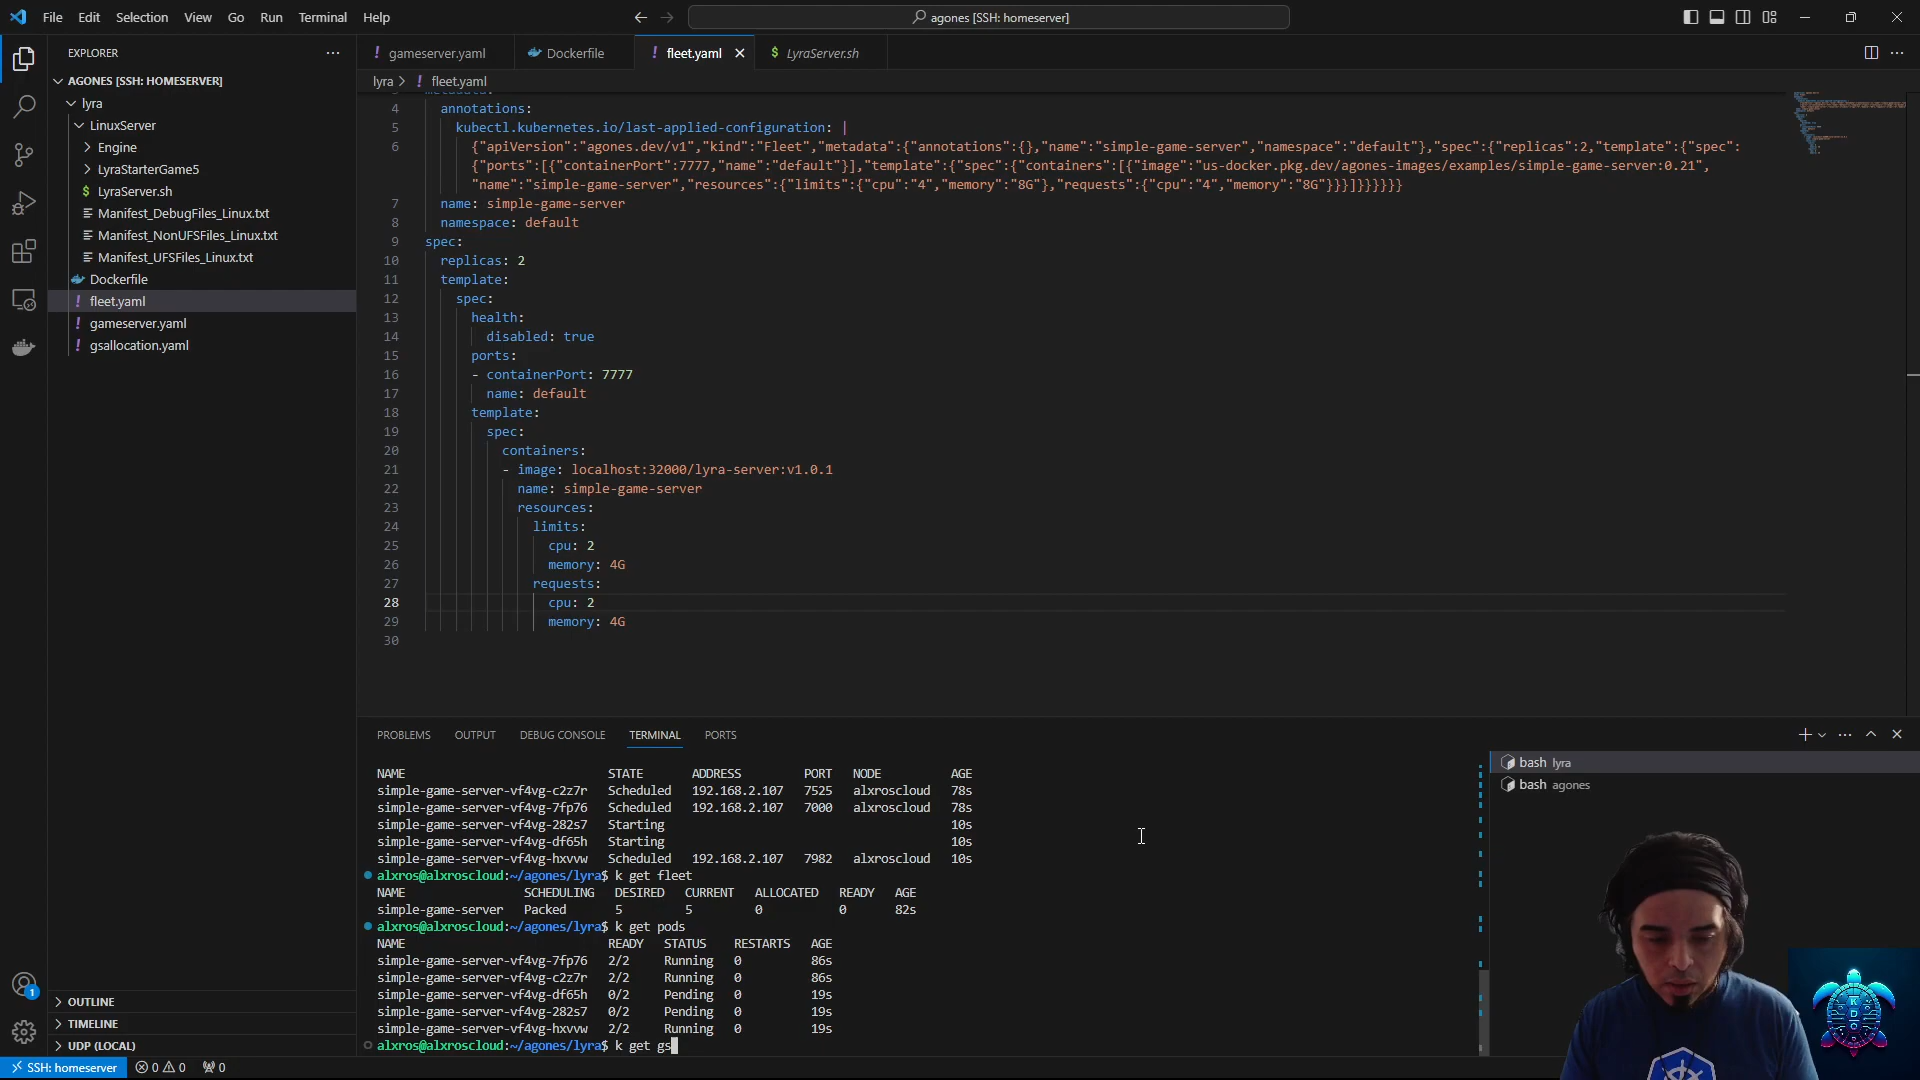 File Edit Selection View Go Run Terminal Help
agones [SSH: homeserver]
EXPLORER
gameserver.yaml
Dockerfile
fleet.yaml
LyraServer.sh
AGONES [SSH: HOMESERVER]
lyra > ! fleet.yaml
lyra
LinuxServer
Engine
LyraStarterGame5
LyraServer.sh
Manifest_DebugFiles_Linux.txt
Manifest_NonUFSFiles_Linux.txt
Manifest_UFSFiles_Linux.txt
Dockerfile
fleet.yaml
gameserver.yaml
gsallocation.yaml
3 metadata:
4 annotations:
5 kubectl.kubernetes.io/last-applied-configuration: |
6 {"apiVersion":"agones.dev/v1","kind":"Fleet","metadata":{"annotations":{},"name":"simple-game-server","namespace":"default"},"spec":{"replicas":2,"template":{"spec":
{"ports":[{"containerPort":7777,"name":"default"}],"template":{"spec":{"containers":[{"image":"us-docker.pkg.dev/agones-images/examples/simple-game-server:0.21",
"name":"simple-game-server","resources":{"limits":{"cpu":"4","memory":"8G"},"requests":{"cpu":"4","memory":"8G"}}}]}}}}}}
7 name: simple-game-server
8 namespace: default
9 spec:
10 replicas: 2
11 template:
12 spec:
13 health:
14 disabled: true
15 ports:
16 - containerPort: 7777
17 name: default
18 template:
19 spec:
20 containers:
21 - image: localhost:32000/lyra-server:v1.0.1
22 name: simple-game-server
23 resources:
24 limits:
25 cpu: 2
26 memory: 4G
27 requests:
28 cpu: 2
29 memory: 4G
30
PROBLEMS OUTPUT DEBUG CONSOLE TERMINAL PORTS
NAME STATE ADDRESS PORT NODE AGE
simple-game-server-vf4vg-c2z7r Scheduled 192.168.2.107 7525 alxroscloud 78s
simple-game-server-vf4vg-7fp76 Scheduled 192.168.2.107 7000 alxroscloud 78s
simple-game-server-vf4vg-282s7 Starting 10s
simple-game-server-vf4vg-df65h Starting 10s
simple-game-server-vf4vg-hxvvw Scheduled 192.168.2.107 7982 alxroscloud 10s
alxros@alxroscloud:~/agones/lyra$ k get fleet
NAME SCHEDULING DESIRED CURRENT ALLOCATED READY AGE
simple-game-server Packed 5 5 0 0 82s
alxros@alxroscloud:~/agones/lyra$ k get pods
NAME READY STATUS RESTARTS AGE
simple-game-server-vf4vg-7fp76 2/2 Running 0 86s
simple-game-server-vf4vg-c2z7r 2/2 Running 0 86s
simple-game-server-vf4vg-df65h 0/2 Pending 0 19s
simple-game-server-vf4vg-282s7 0/2 Pending 0 19s
simple-game-server-vf4vg-hxvvw 2/2 Running 0 19s
alxros@alxroscloud:~/agones/lyra$ k get gs
bash lyra
bash agones
K
D
O
1
OUTLINE
TIMELINE
UDP (LOCAL)
SSH: homeserver 0 0 0